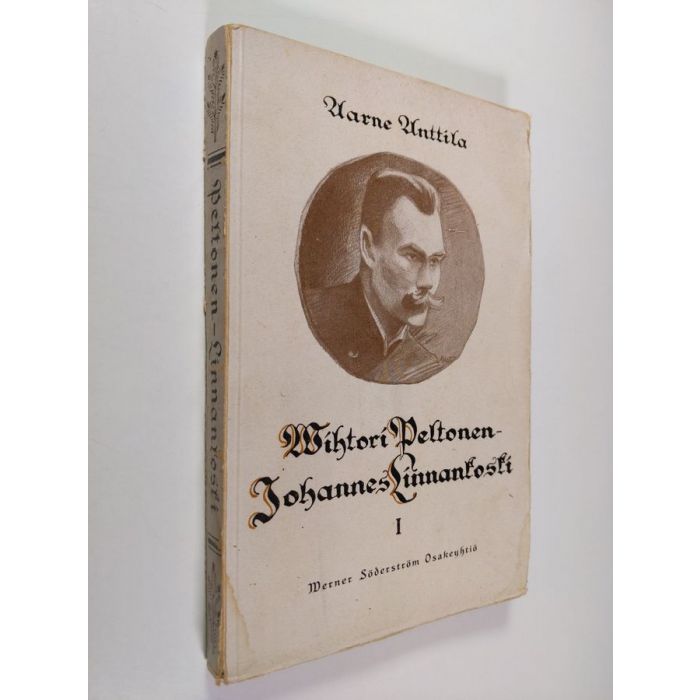 Aarne Anttila
Wihtori Peltonen-
Johannes Linnankoski
I
Werner Söderström Osakeyhtiö
Peltonen-Linnankoski